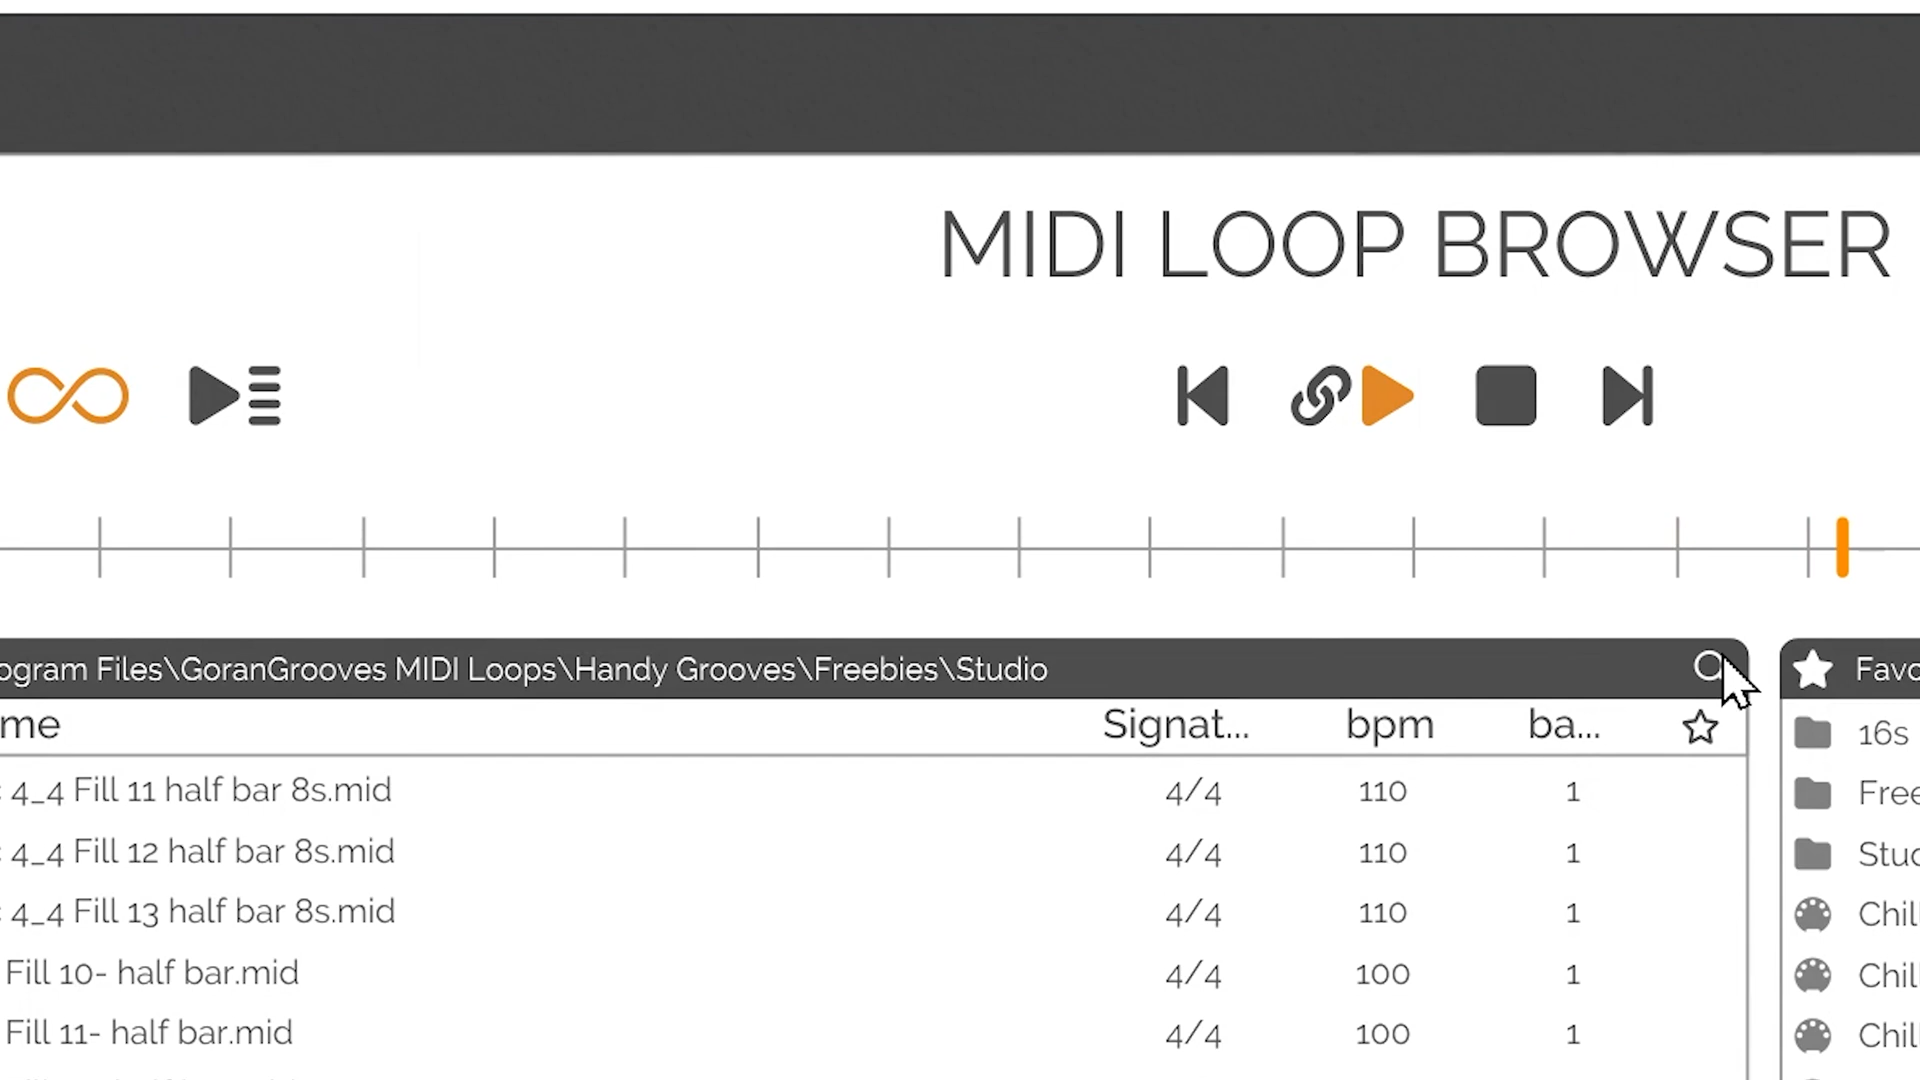 MIDI LOOP BROWSER
ogram Files\GoranGrooves MIDI Loops\Handy Grooves\Freebies\Studio
Favo
me Signat... bpm ba...
4_4 Fill 11 half bar 8s.mid 4/4 110 1
4_4 Fill 12 half bar 8s.mid 4/4 110 1
4_4 Fill 13 half bar 8s.mid 4/4 110 1
Fill 10- half bar.mid 4/4 100 1
Fill 11- half bar.mid 4/4 100 1
16s
Free
Stud
Chill
Chill
Chill